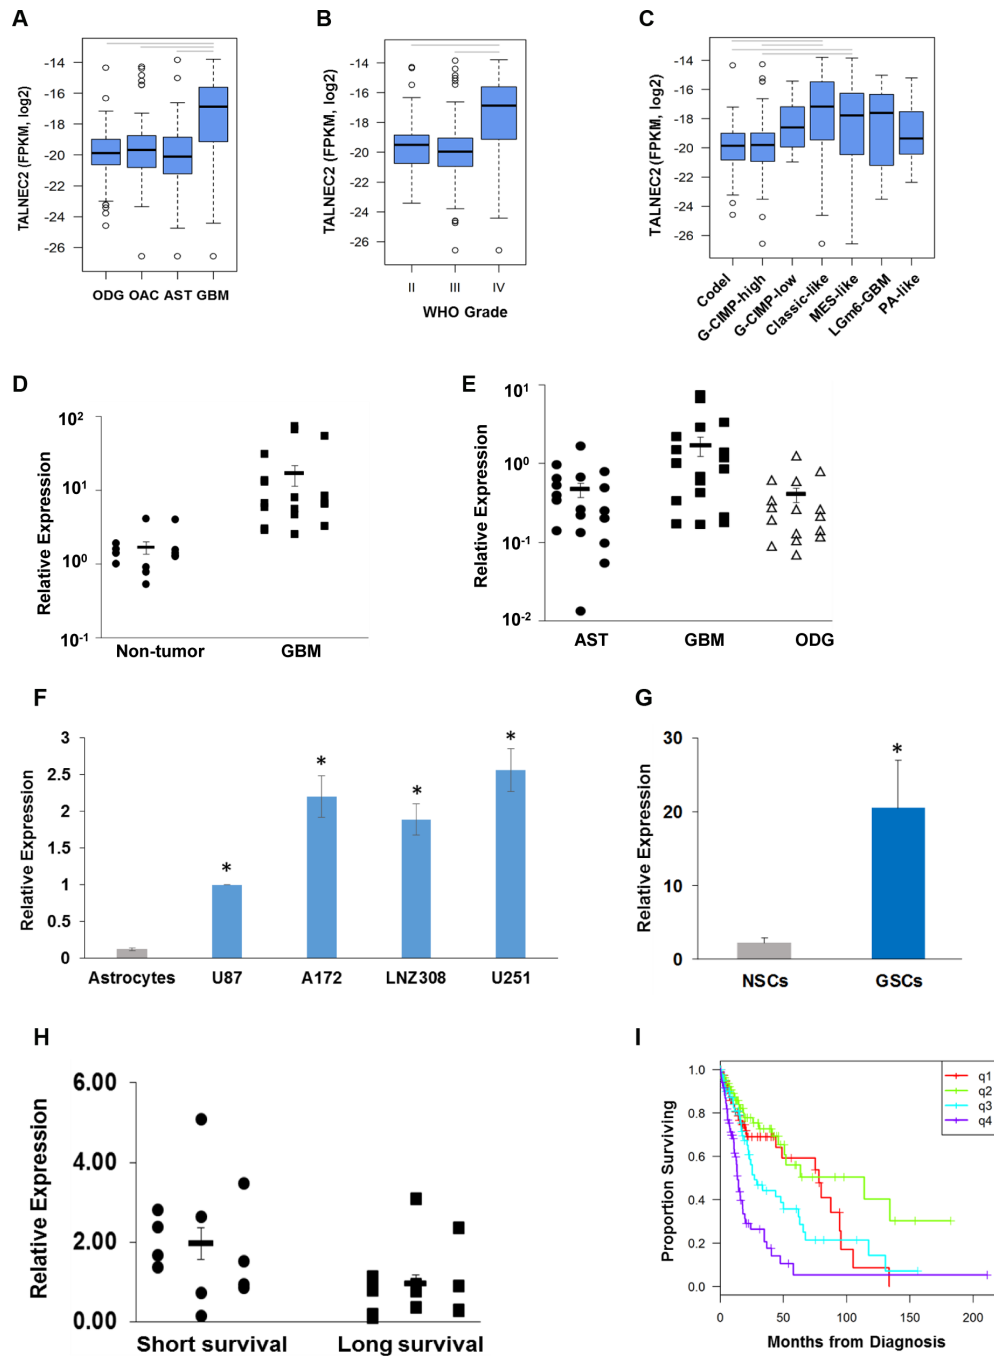 A
TALNEC2 (FPKM, log2)
-14
-16
-18
-20
-22
-24
-26
ODG OAC AST GBM
B
TALNEC2 (FPKM, log2)
-14
-16
-18
-20
-22
-24
-26
II III IV
WHO Grade
C
TALNEC2 (FPKM, log2)
-14
-16
-18
-20
-22
-24
-26
Codel
G-CIMP-high
G-CIMP-low
Classic-like
MES-like
LGm6-GBM
PA-like
D
Relative Expression
10²
10¹
10⁰
10⁻¹
Non-tumor GBM
E
Relative Expression
10¹
10⁰
10⁻¹
10⁻²
AST GBM ODG
F
Relative Expression
3
2.5
2
1.5
1
0.5
0
* * * *
Astrocytes U87 A172 LNZ308 U251
G
Relative Expression
30
20
10
0
*
NSCs GSCs
H
Relative Expression
6.00
4.00
2.00
0.00
Short survival Long survival
I
Proportion Surviving
1.0
0.8
0.6
0.4
0.2
0.0
q1
q2
q3
q4
0 50 100 150 200
Months from Diagnosis